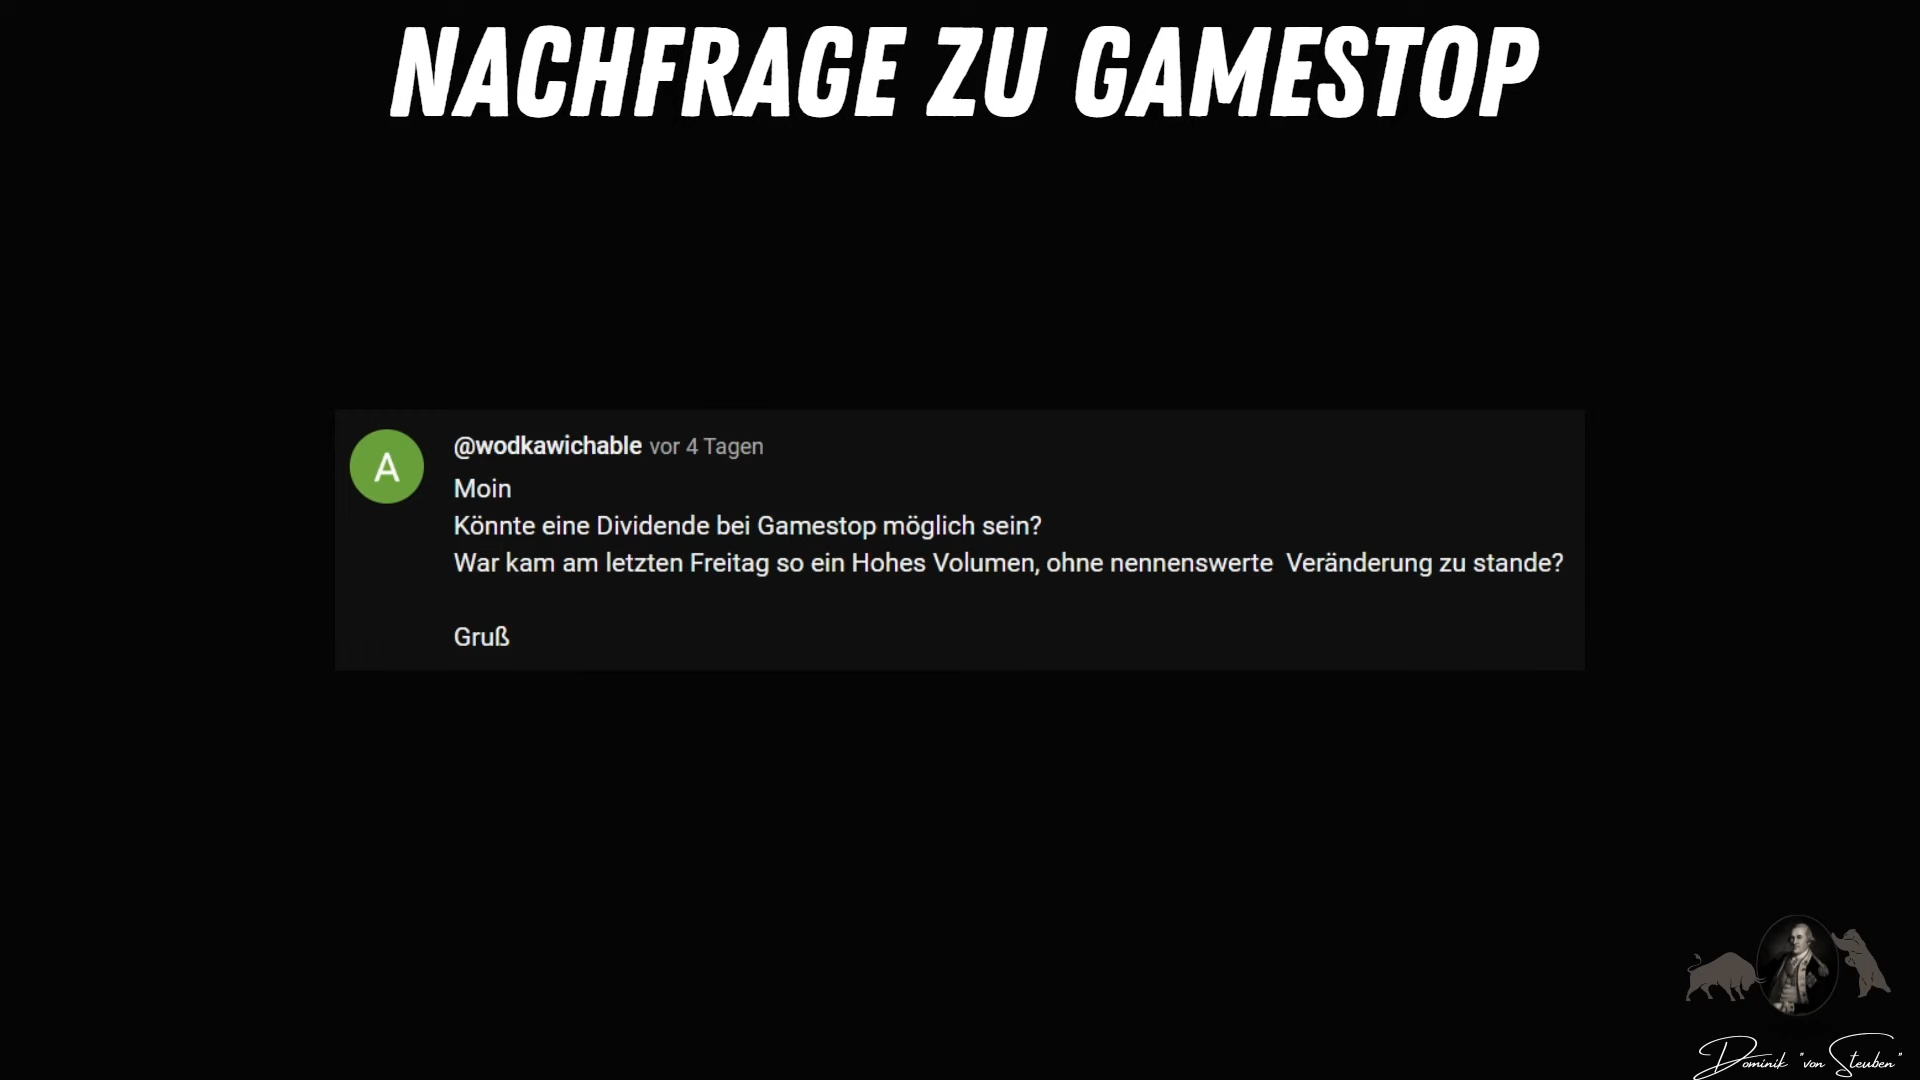 NACHFRAGE ZU GAMESTOP
A
@wodkawichable vor 4 Tagen
Moin
Könnte eine Dividende bei Gamestop möglich sein?
War kam am letzten Freitag so ein Hohes Volumen, ohne nennenswerte  Veränderung zu stande?
Gruß
Dominik "von Steuben"